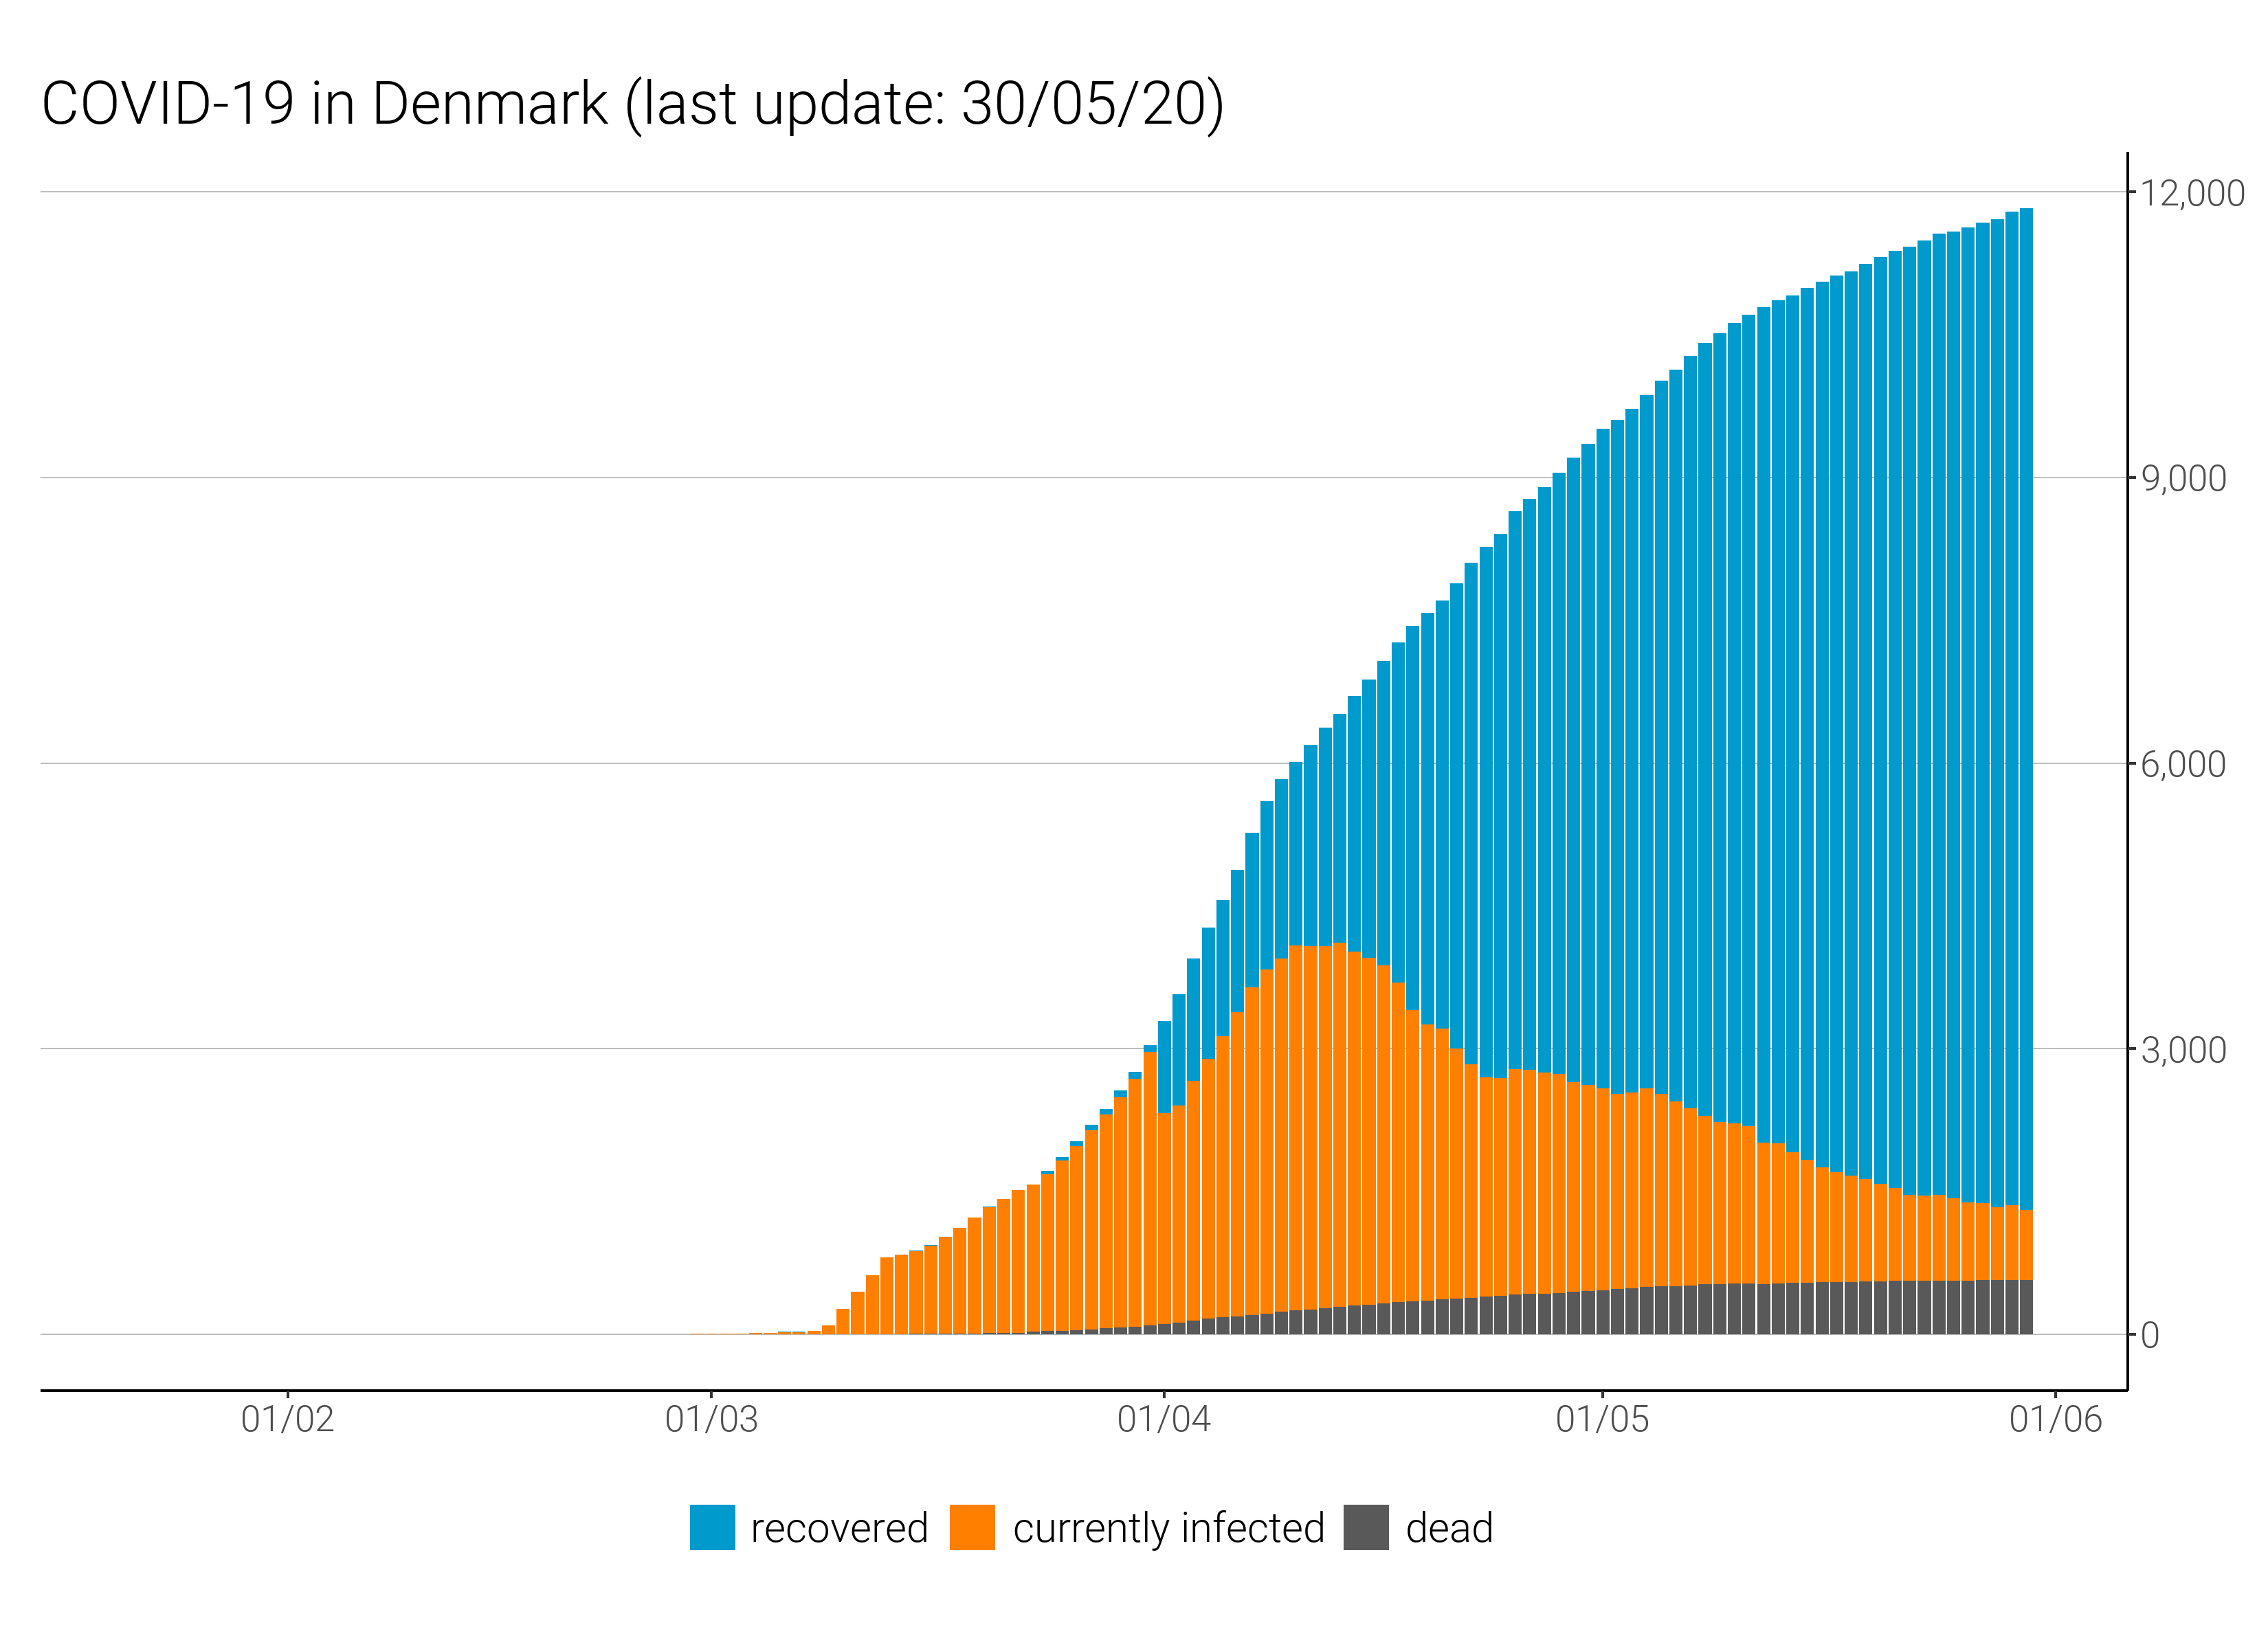 COVID-19 in Denmark (last update: 30/05/20)
12,000
9,000
6,000
3,000
0
01/02 01/03 01/04 01/05 01/06
recovered currently infected dead